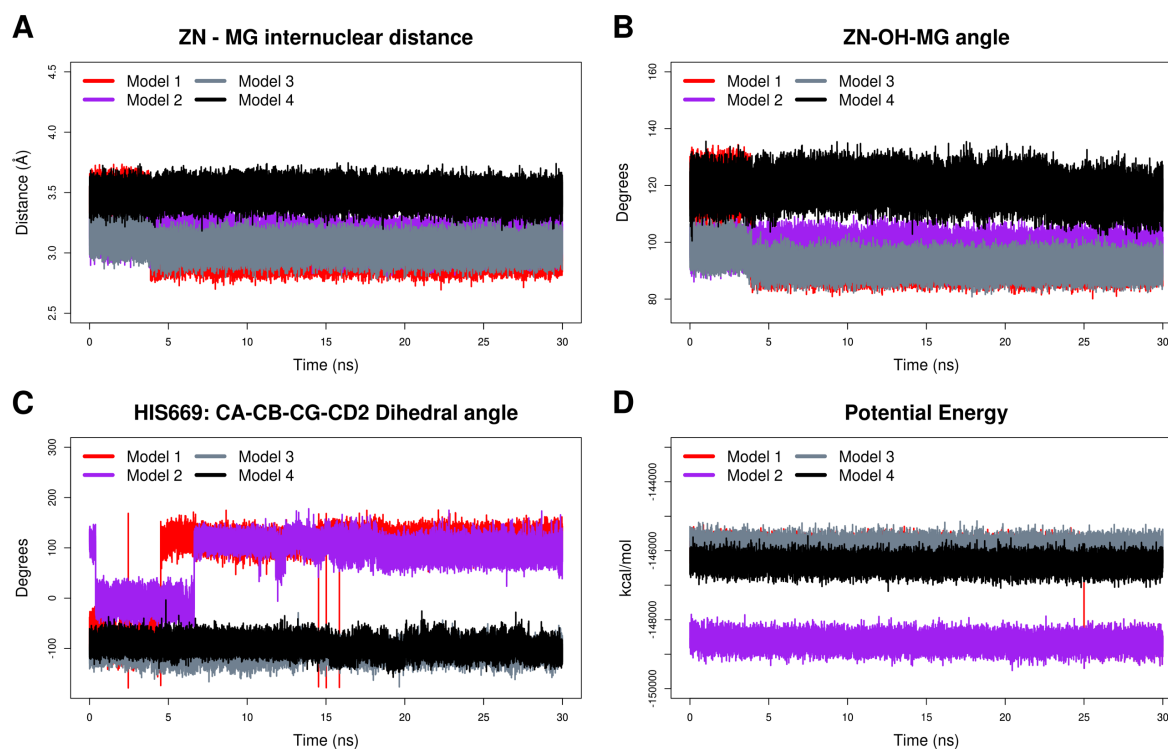 A
ZN - MG internuclear distance
Model 1
Model 2
Model 3
Model 4
Distance (Å)
4.5
4.0
3.5
3.0
2.5
0 5 10 15 20 25 30
Time (ns)
B
ZN-OH-MG angle
Model 1
Model 2
Model 3
Model 4
Degrees
160
140
120
100
80
0 5 10 15 20 25 30
Time (ns)
C
HIS669: CA-CB-CG-CD2 Dihedral angle
Model 1
Model 2
Model 3
Model 4
Degrees
300
200
100
0
-100
0 5 10 15 20 25 30
Time (ns)
D
Potential Energy
Model 1
Model 2
Model 3
Model 4
kcal/mol
-144000
-146000
-148000
-150000
0 5 10 15 20 25 30
Time (ns)